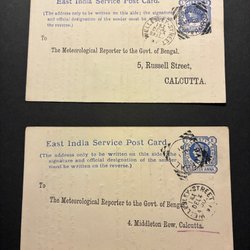 East India Service Post Card.
(The address only to be written on this side; the signature
and official designation of the sender must be written
on the reverse.)
To
The Meteorological Reporter to the Govt. of Bengal.
5, Russell Street,
CALCUTTA.
East India Service Post Card.
(The address only to be written on this side; the
signature and official designation of the sender must
be written on the reverse.)
To
The Meteorological Reporter to the Govt. of Bengal
4, Middleton Row, Calcutta.